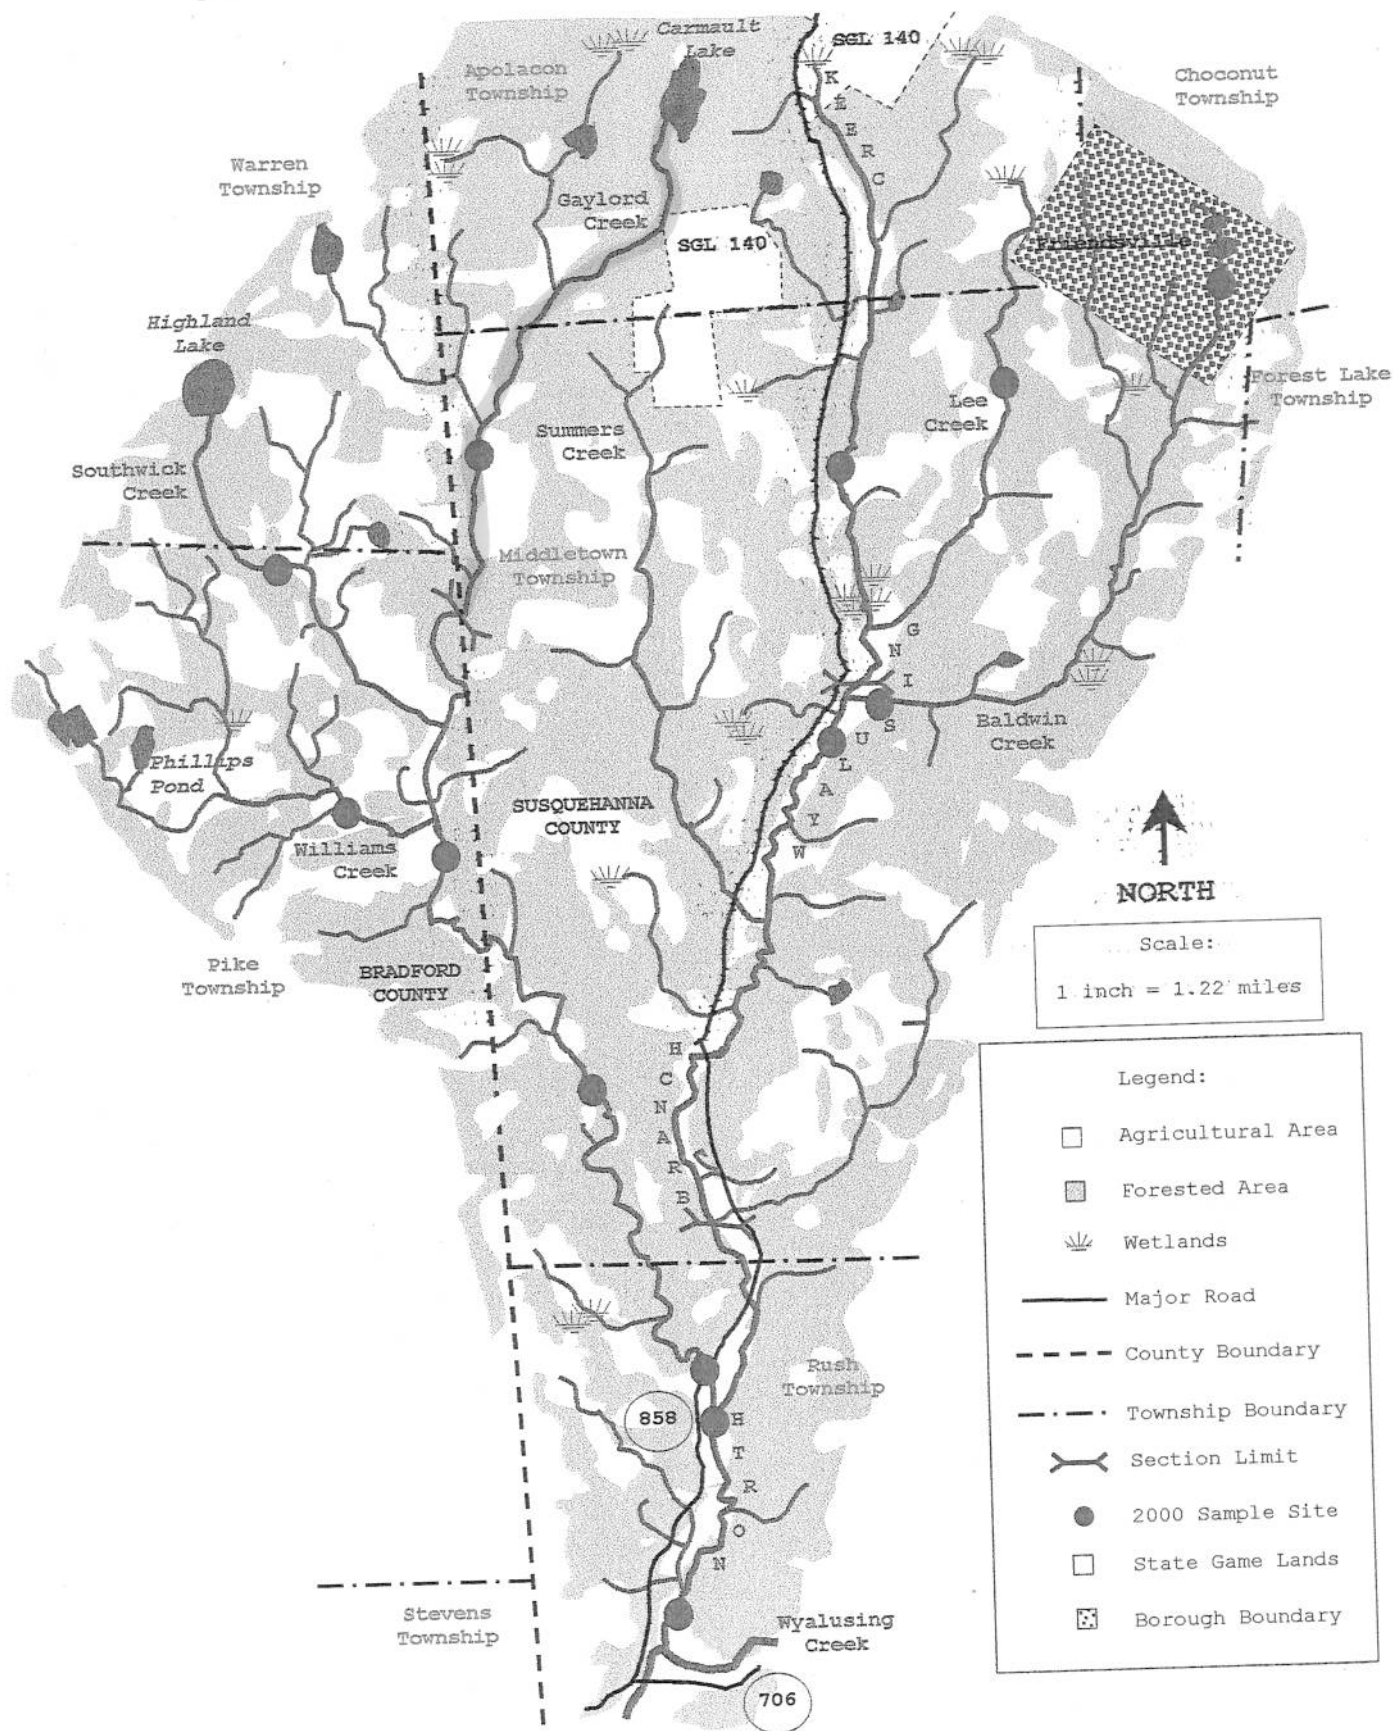 Carmault
Lake
SGL 140
Apolacon
Township
Choconut
Township
Warren
Township
Gaylord
Creek
SGL 140
Friendsville
Highland
Lake
Forest Lake
Township
Lee
Creek
Summers
Creek
Southwick
Creek
Middletown
Township
Baldwin
Creek
Phillips
Pond
SUSQUEHANNA
COUNTY
Williams
Creek
NORTH
Pike
Township
BRADFORD
COUNTY
Scale:
1 inch = 1.22 miles
K
E
E
R
C
G
N
I
S
U
L
A
Y
W
H
C
N
A
R
B
H
T
R
O
N
Legend:
Agricultural Area
Forested Area
Wetlands
Major Road
County Boundary
Township Boundary
Section Limit
2000 Sample Site
State Game Lands
Borough Boundary
Rush
Township
858
Stevens
Township
Wyalusing
Creek
706